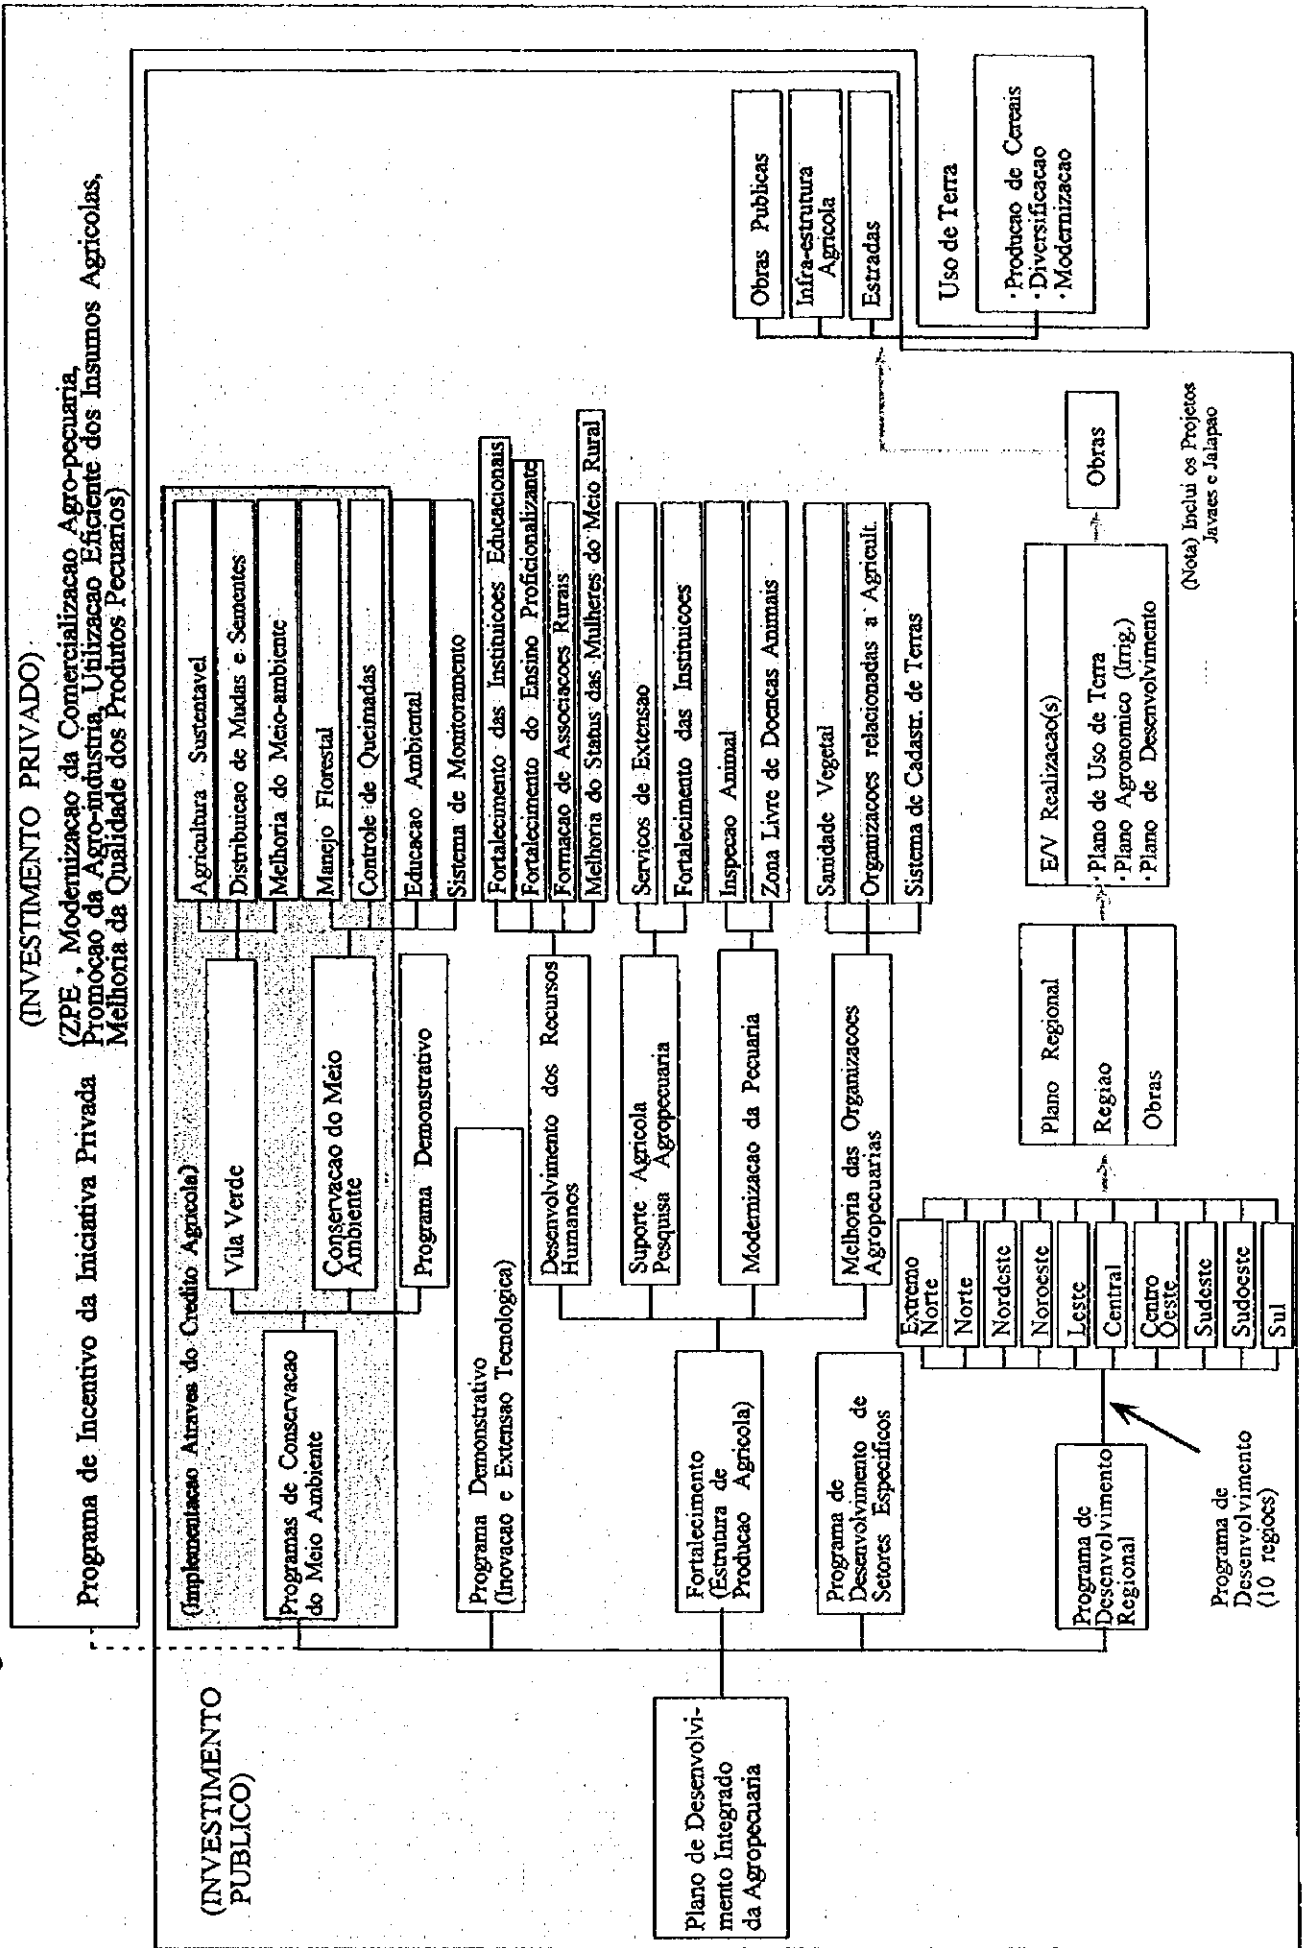 (INVESTIMENTO PRIVADO)
Programa de Incentivo da Iniciativa Privada
(ZPE , Modernizacao da Comercializacao Agro-pecuaria,
Promocao da Agro-industria, Utilizacao Eficiente dos Insumos Agricolas,
Melhoria da Qualidade dos Produtos Pecuarios)
(INVESTIMENTO
PUBLICO)
(Implementacao Atraves do Credito Agricola)
Plano de Desenvolvi-
mento Integrado
da Agropecuaria
Programas de Conservacao
do Meio Ambiente
Vila Verde
Agricultura Sustentavel
Distribuicao de Mudas e Sementes
Melhoria do Meio-ambiente
Conservacao do Meio
Ambiente
Manejo Florestal
Controle de Queimadas
Educacao Ambiental
Sistema de Monitoramento
Programa Demonstrativo
Programa Demonstrativo
(Inovacao e Extensao Tecnologica)
Fortalecimento
(Estrutura de
Producao Agricola)
Desenvolvimento dos Recursos
Humanos
Fortalecimento das Instituicoes Educacionais
Fortalecimento do Ensino Proficionalizante
Formacao de Associacoes Rurais
Melhoria do Status das Mulheres do Meio Rural
Suporte Agricola
Pesquisa Agropecuaria
Servicos de Extensao
Fortalecimento das Instituicoes
Modernizacao da Pecuaria
Inspecao Animal
Zona Livre de Doencas Animais
Melhoria das Organizacoes
Agropecuarias
Sanidade Vegetal
Organizacoes relacionadas a Agricult.
Sistema de Cadastr. de Terras
Programa de
Desenvolvimento de
Setores Especificos
Programa de
Desenvolvimento
Regional
Programa de
Desenvolvimento
(10 regioes)
Extremo
Norte
Norte
Nordeste
Noroeste
Leste
Central
Centro
Oeste
Sudeste
Sudoeste
Sul
Plano Regional
Regiao
Obras
E/V Realizacao(s)
·Plano de Uso de Terra
·Plano Agronomico (Irrig.)
·Plano de Desenvolvimento
Obras
(Nota) Inclui os Projetos
Javaes e Jalapao
Obras Publicas
Infra-estrutura
Agricola
Estradas
Uso de Terra
·Producao de Cereais
·Diversificacao
·Modernizacao